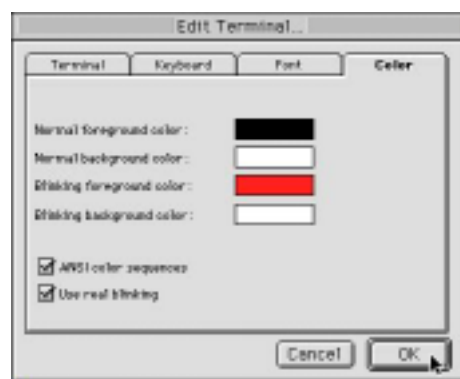 Edit Terminal...
Terminal Keyboard Font Color
Normal foreground color:
Normal background color:
Blinking foreground color:
Blinking background color:
ANSI color sequences
Use real blinking
Cancel OK